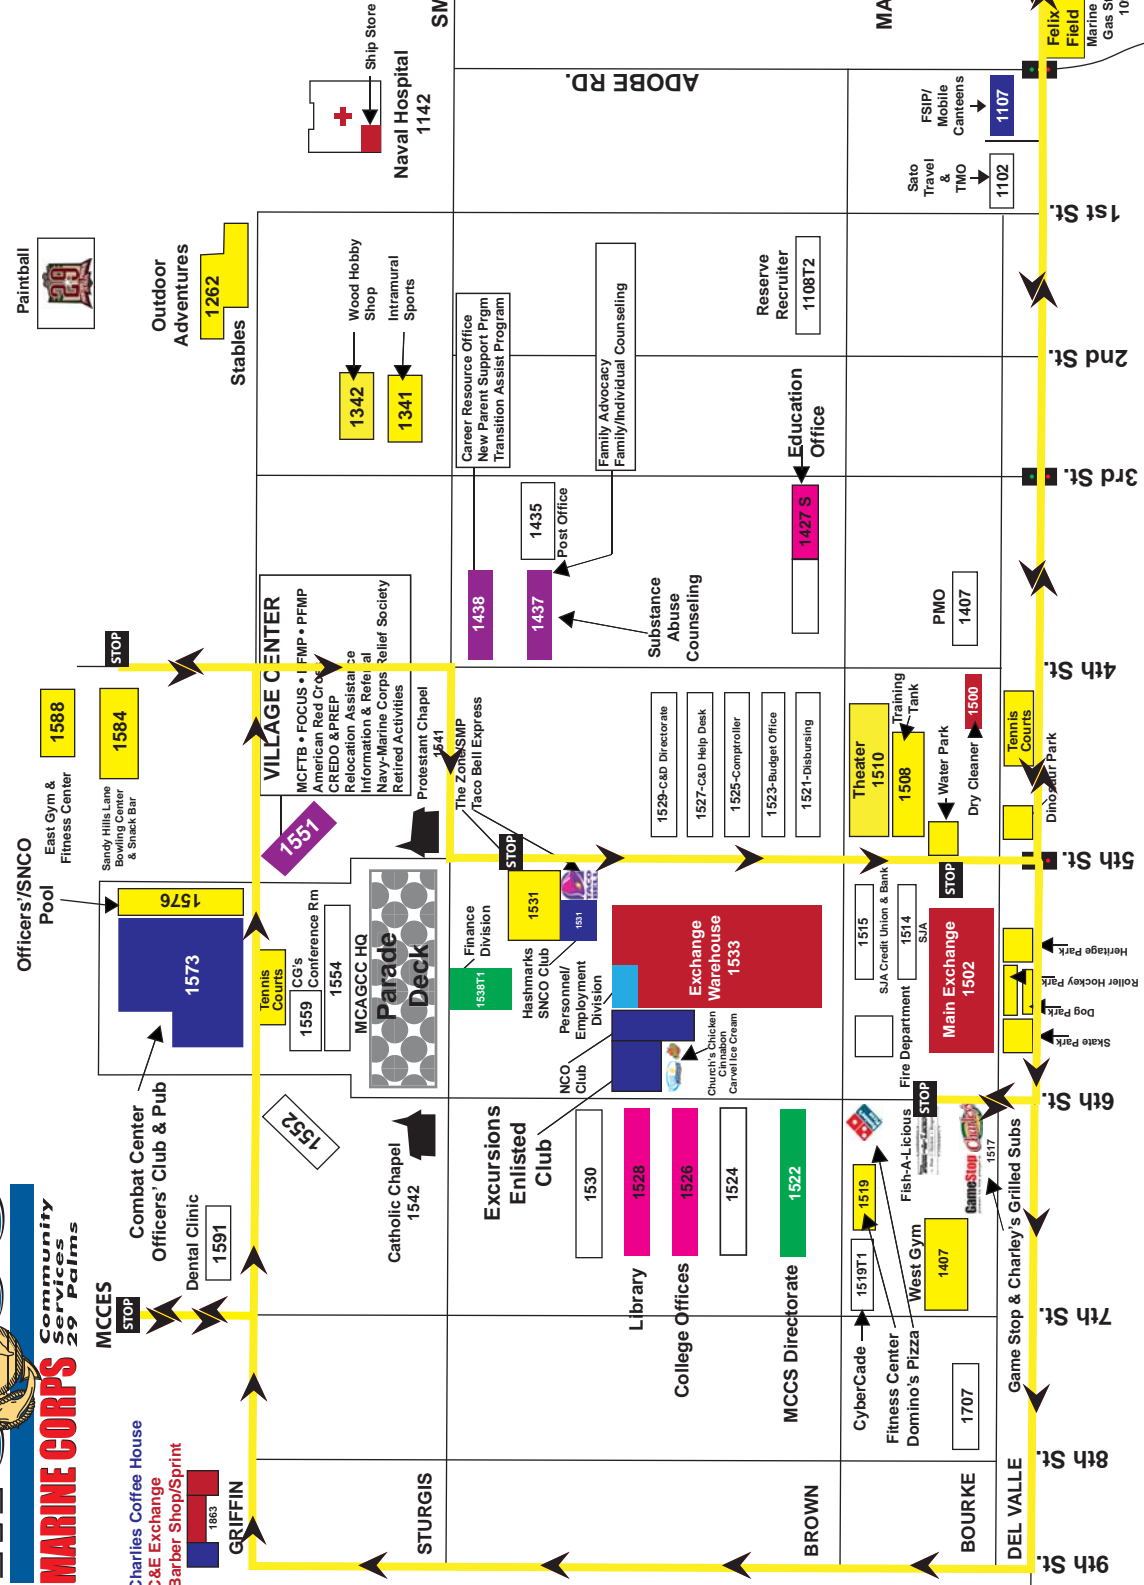 MARINE CORPS
Community
Services
29 Palms
Charlies Coffee House
C&E Exchange
Barber Shop/Sprint
1863
GRIFFIN
STURGIS
BROWN
BOURKE
DEL VALLE
9th St.
8th St.
7th St.
6th St.
5th St.
4th St.
3rd St.
2nd St.
1st St.
ADOBE RD.
MCCES
STOP
Dental Clinic
1591
Combat Center
Officers' Club & Pub
1573
Officers'/SNCO
Pool
1576
East Gym &
Fitness Center
1588
Sandy Hills Lane
Bowling Center
& Snack Bar
1584
STOP
Paintball
29
Outdoor
Adventures
1262
Stables
Naval Hospital
1142
Ship Store
Wood Hobby
Shop
1342
Intramural
Sports
1341
VILLAGE CENTER
MCFTB • FOCUS • EFMP • PFMP
American Red Cross
CREDO &PREP
Relocation Assistance
Information & Referral
Navy-Marine Corps Relief Society
Retired Activities
1551
1552
Tennis
Courts
CG's
Conference Rm
1559
1554
MCAGCC HQ
Parade
Deck
Protestant Chapel
1541
Catholic Chapel
1542
The Zone/SMP
Taco Bell Express
STOP
TACO
BELL
1531
1531
Hashmarks
SNCO Club
Finance
Division
1538T1
Personnel/
Employment
Division
Exchange
Warehouse
1533
NCO
Club
Church's Chicken
Cinnabon
Carvel Ice Cream
Excursions
Enlisted
Club
1530
1528
Library
1526
College Offices
1524
1522
MCCS Directorate
Career Resource Office
New Parent Support Prgm
Transition Assist Program
1438
Family Advocacy
Family/Individual Counseling
1437
1435
Post Office
Substance
Abuse
Counseling
Education
Office
1427 S
Reserve
Recruiter
1108T2
1529-C&D Directorate
1527-C&D Help Desk
1525-Comptroller
1523-Budget Office
1521-Disbursing
PMO
1407
Theater
1510
1508
Training
Tank
Water Park
Dry Cleaner
1500
Tennis
Courts
Dinosaur Park
STOP
1515
SJA Credit Union & Bank
1514
SJA
Fire Department
Main Exchange
1502
Heritage Park
Roller Hockey Park
Dog Park
Skate Park
STOP
Fish-A-Licious
GameStop
Charley's
1517
Game Stop & Charley's Grilled Subs
1519
1519T1
CyberCade
Fitness Center
Domino's Pizza
West Gym
1407
1707
Sato
Travel
&
TMO
1102
FSIP/
Mobile
Canteens
1107
Felix
Field
Marine